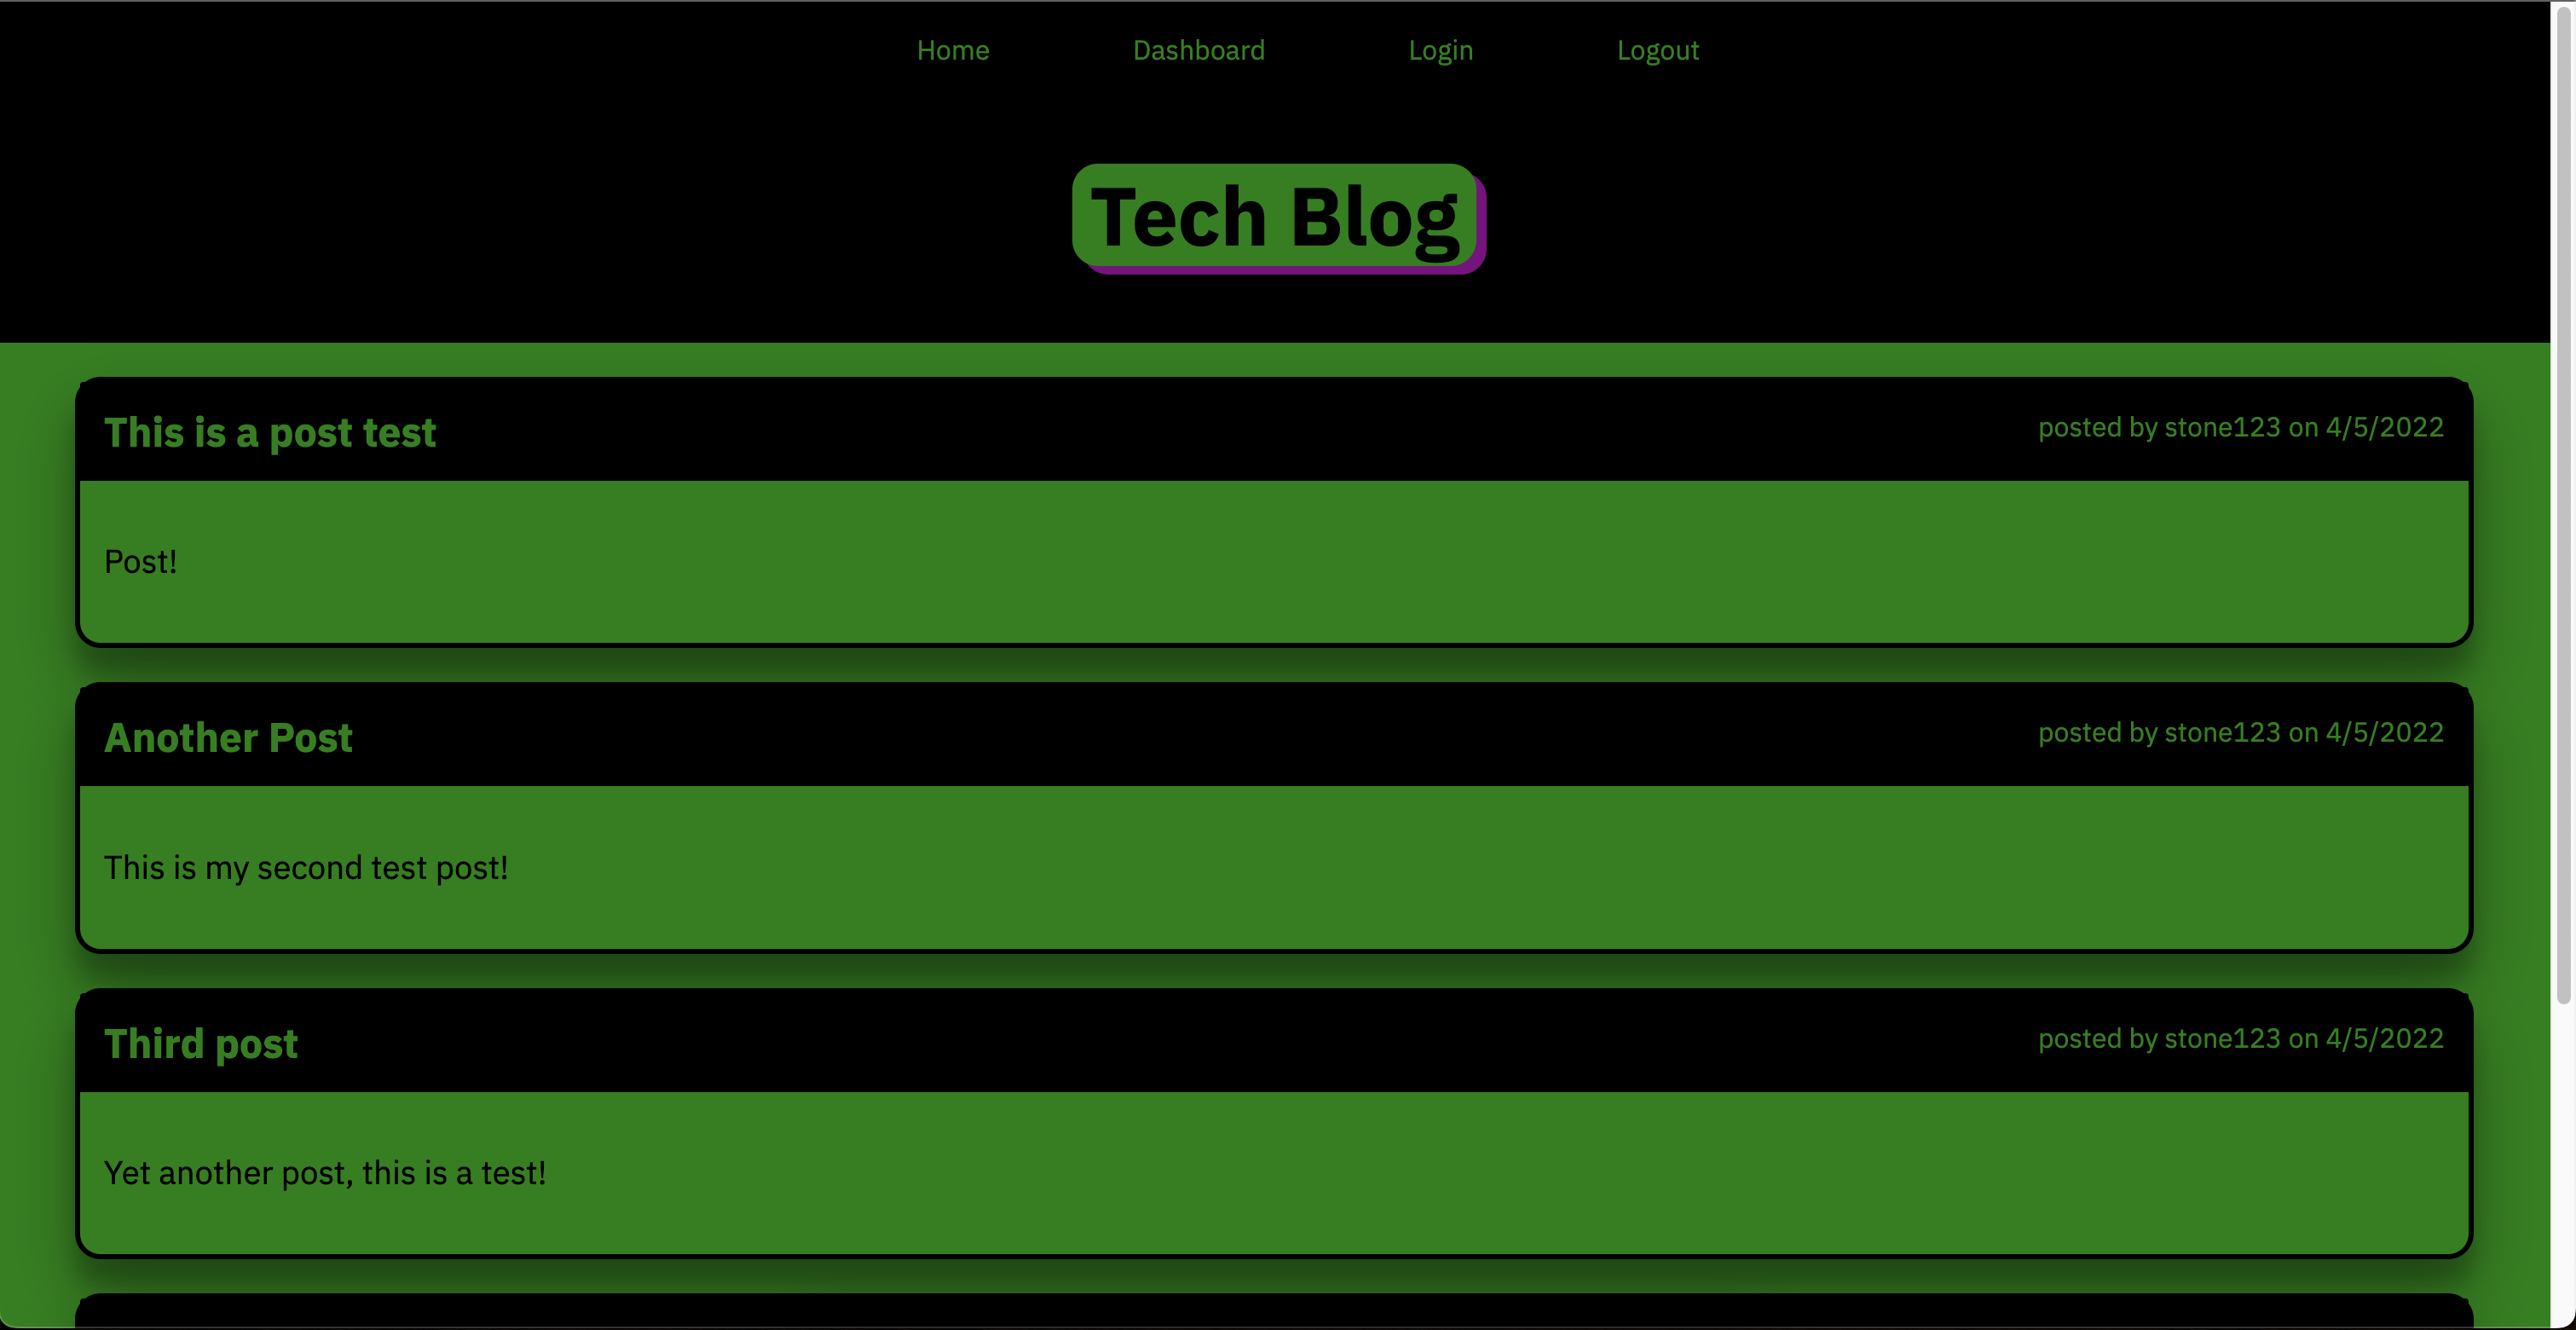 Home Dashboard Login Logout
Tech Blog
This is a post test posted by stone123 on 4/5/2022
Post!
Another Post posted by stone123 on 4/5/2022
This is my second test post!
Third post posted by stone123 on 4/5/2022
Yet another post, this is a test!